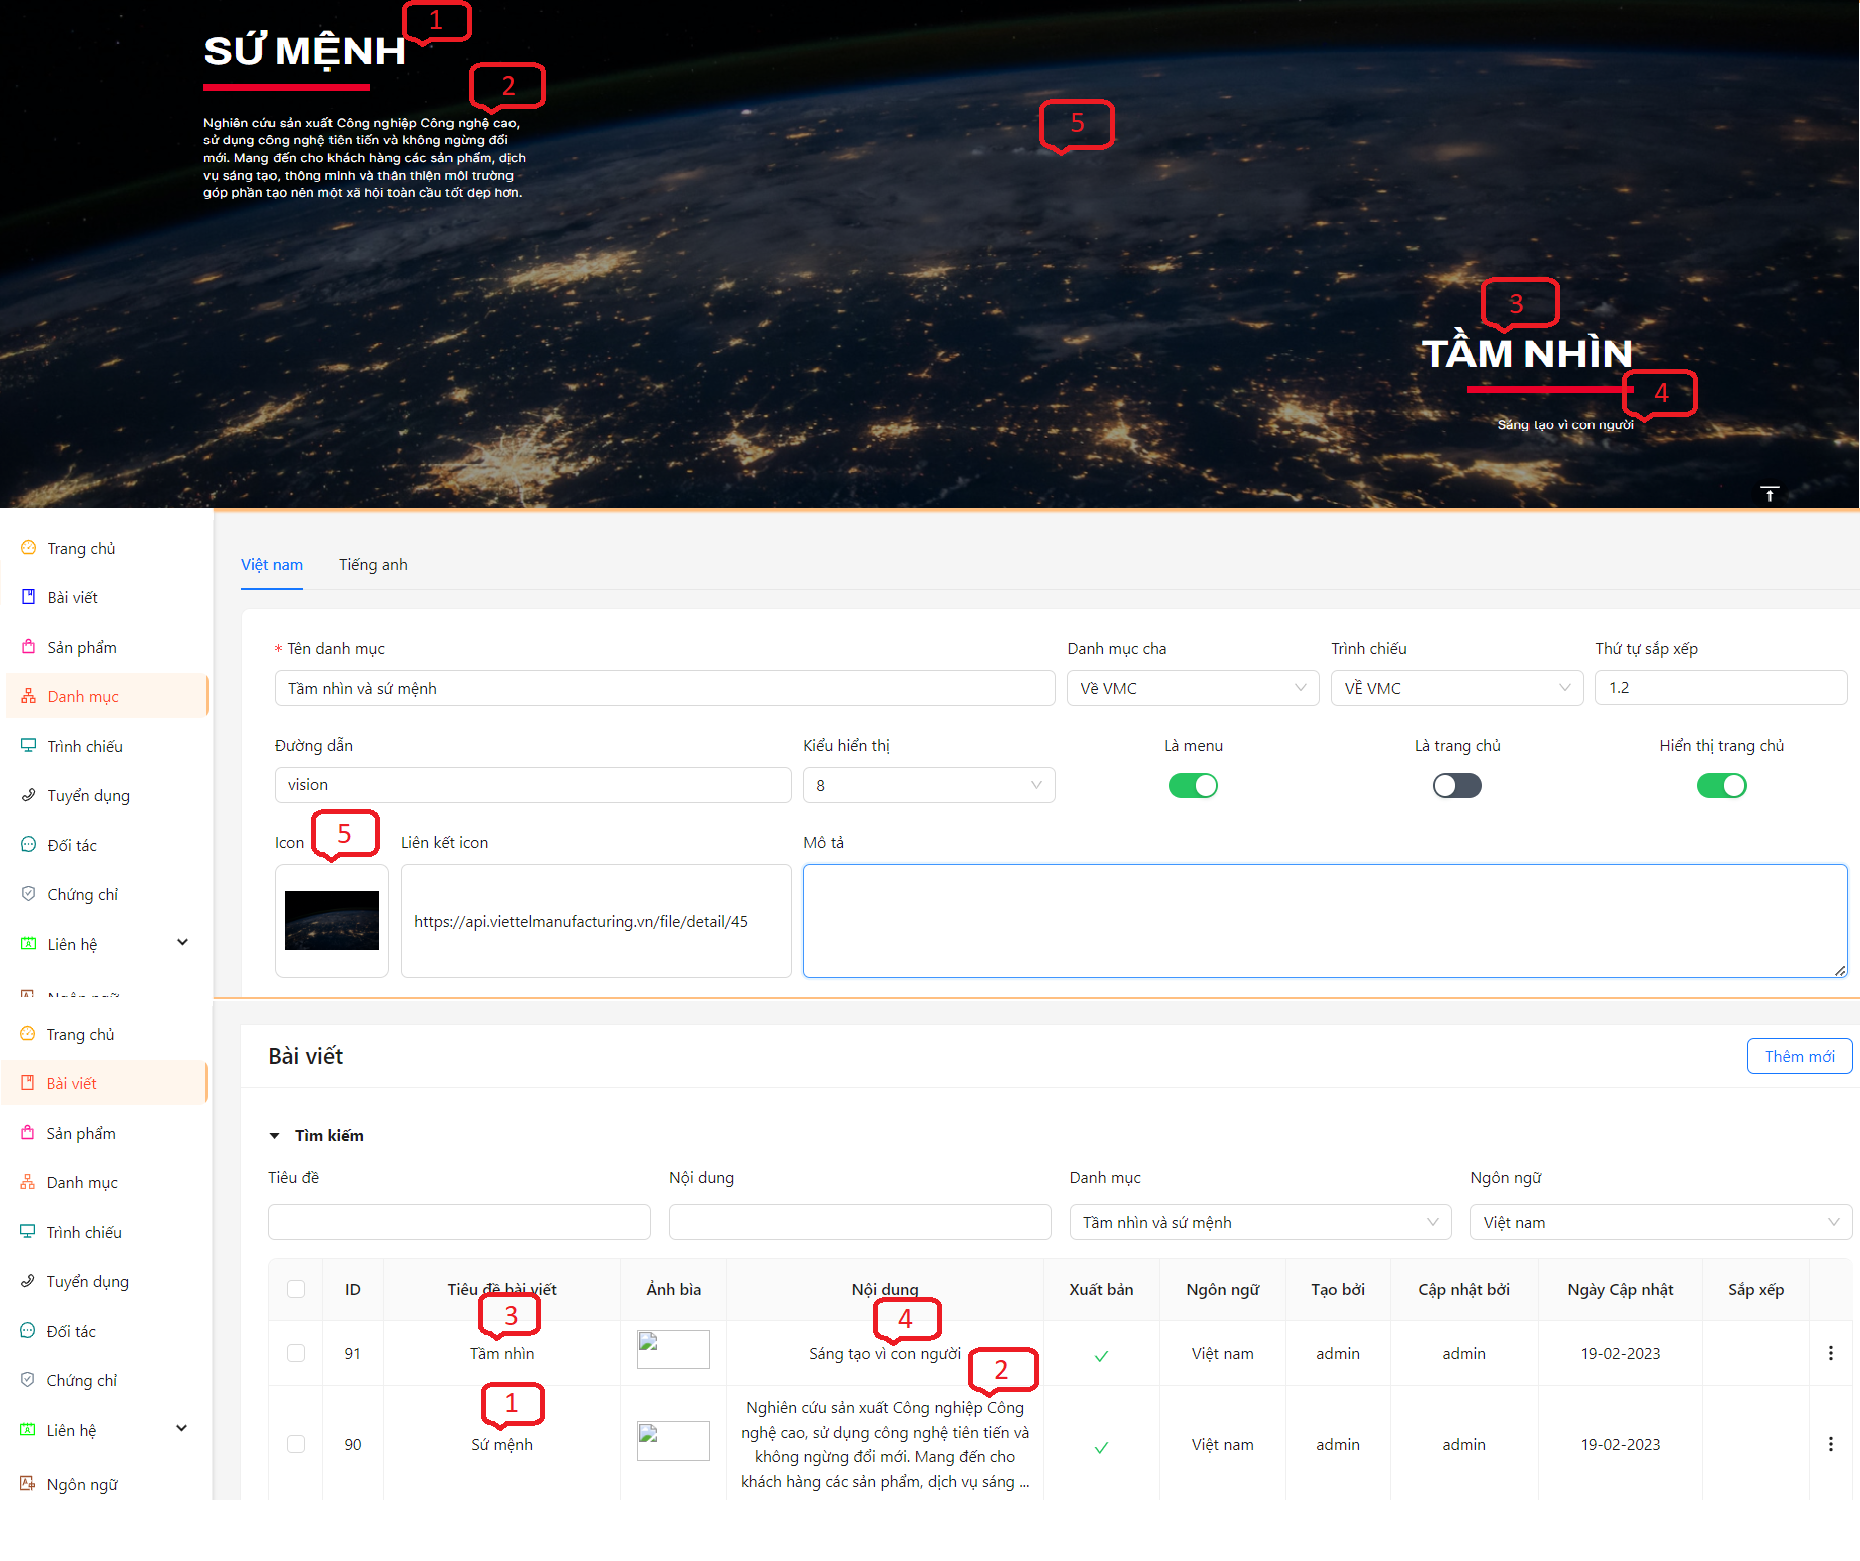 1
SỨ MỆNH
2
Nghiên cứu sản xuất Công nghiệp Công nghệ cao,
sử dụng công nghệ tiên tiến và không ngừng đổi
mới. Mang đến cho khách hàng các sản phẩm, dịch
vụ sáng tạo, thông minh và thân thiện môi trường
góp phần tạo nên một xã hội toàn cầu tốt đẹp hơn.
5
3
TẦM NHÌN
4
Sáng tạo vì con người
Trang chủ
Bài viết
Sản phẩm
Danh mục
Trình chiếu
Tuyển dụng
Đối tác
Chứng chỉ
Liên hệ
Ngôn ngữ
Việt nam Tiếng anh
* Tên danh mục Danh mục cha Trình chiếu Thứ tự sắp xếp
Tầm nhìn và sứ mệnh Về VMC VỀ VMC 1.2
Đường dẫn Kiểu hiển thị Là menu Là trang chủ Hiển thị trang chủ
vision 8
Icon 5 Liên kết icon Mô tả
https://api.viettelmanufacturing.vn/file/detail/45
Trang chủ
Bài viết
Sản phẩm
Danh mục
Trình chiếu
Tuyển dụng
Đối tác
Chứng chỉ
Liên hệ
Ngôn ngữ
Bài viết Thêm mới
Tìm kiếm
Tiêu đề Nội dung Danh mục Ngôn ngữ
Tầm nhìn và sứ mệnh Việt nam
ID Tiêu đề bài viết Ảnh bìa Nội dung Xuất bản Ngôn ngữ Tạo bởi Cập nhật bởi Ngày Cập nhật Sắp xếp
3 4
91 Tầm nhìn Sáng tạo vì con người Việt nam admin admin 19-02-2023
1 2
90 Sứ mệnh Nghiên cứu sản xuất Công nghiệp Công Việt nam admin admin 19-02-2023
nghệ cao, sử dụng công nghệ tiên tiến và
không ngừng đổi mới. Mang đến cho
khách hàng các sản phẩm, dịch vụ sáng ...